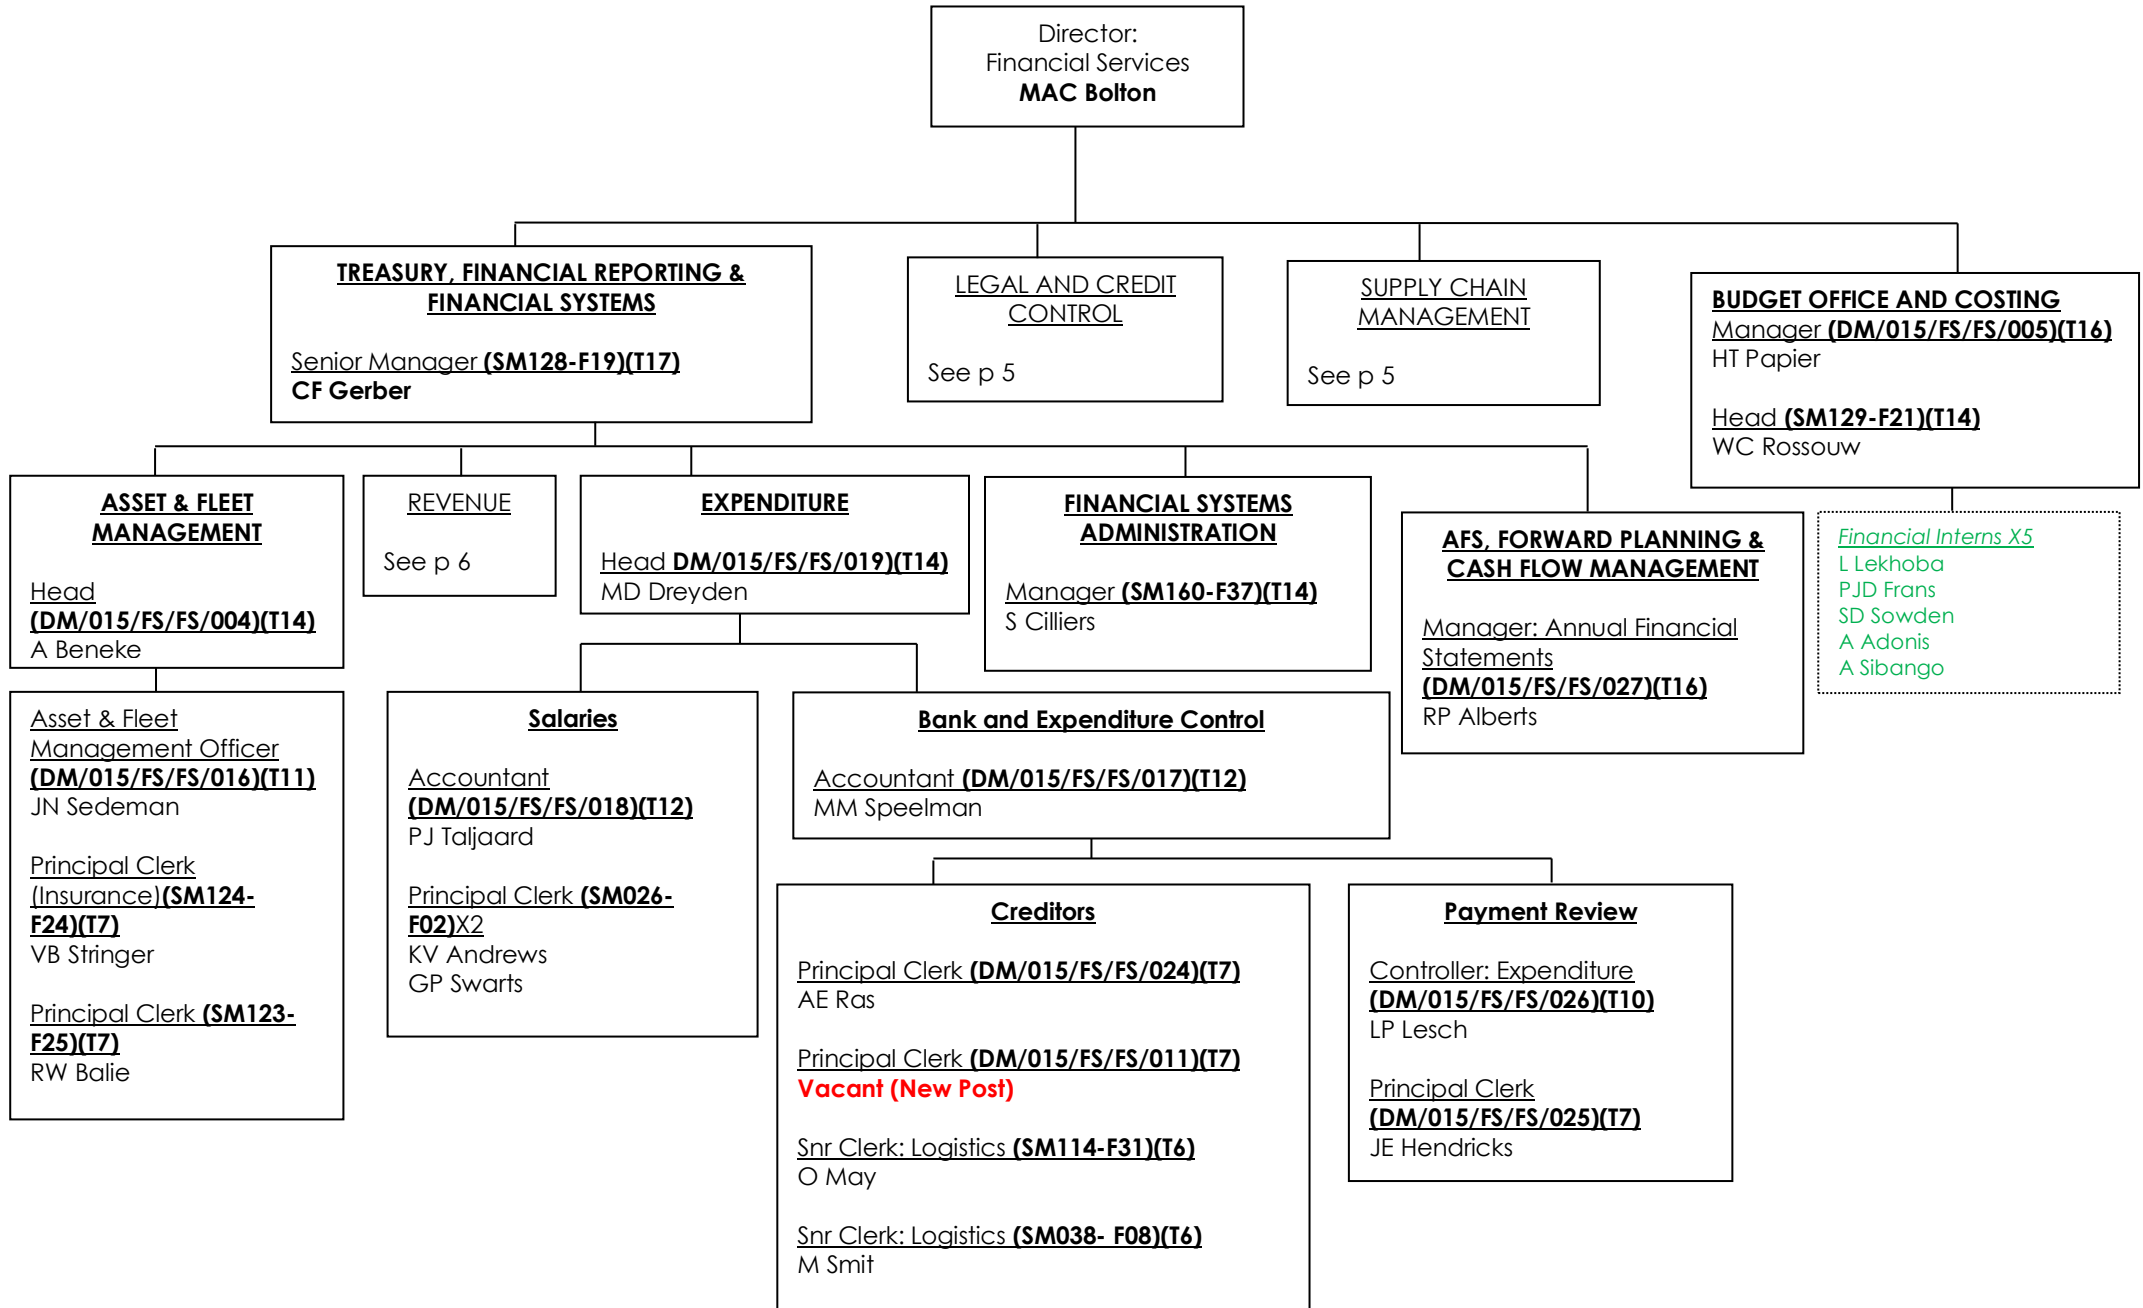 Director:
Financial Services
MAC Bolton
TREASURY, FINANCIAL REPORTING &
FINANCIAL SYSTEMS
Senior Manager (SM128-F19)(T17)
CF Gerber
LEGAL AND CREDIT
CONTROL
See p 5
SUPPLY CHAIN
MANAGEMENT
See p 5
BUDGET OFFICE AND COSTING
Manager (DM/015/FS/FS/005)(T16)
HT Papier
Head (SM129-F21)(T14)
WC Rossouw
ASSET & FLEET
MANAGEMENT
Head
(DM/015/FS/FS/004)(T14)
A Beneke
REVENUE
See p 6
EXPENDITURE
Head DM/015/FS/FS/019)(T14)
MD Dreyden
FINANCIAL SYSTEMS
ADMINISTRATION
Manager (SM160-F37)(T14)
S Cilliers
AFS, FORWARD PLANNING &
CASH FLOW MANAGEMENT
Manager: Annual Financial
Statements
(DM/015/FS/FS/027)(T16)
RP Alberts
Financial Interns X5
L Lekhoba
PJD Frans
SD Sowden
A Adonis
A Sibango
Asset & Fleet
Management Officer
(DM/015/FS/FS/016)(T11)
JN Sedeman
Principal Clerk
(Insurance)(SM124-
F24)(T7)
VB Stringer
Principal Clerk (SM123-
F25)(T7)
RW Balie
Salaries
Accountant
(DM/015/FS/FS/018)(T12)
PJ Taljaard
Principal Clerk (SM026-
F02)X2
KV Andrews
GP Swarts
Bank and Expenditure Control
Accountant (DM/015/FS/FS/017)(T12)
MM Speelman
Creditors
Principal Clerk (DM/015/FS/FS/024)(T7)
AE Ras
Principal Clerk (DM/015/FS/FS/011)(T7)
Vacant (New Post)
Snr Clerk: Logistics (SM114-F31)(T6)
O May
Snr Clerk: Logistics (SM038- F08)(T6)
M Smit
Payment Review
Controller: Expenditure
(DM/015/FS/FS/026)(T10)
LP Lesch
Principal Clerk
(DM/015/FS/FS/025)(T7)
JE Hendricks